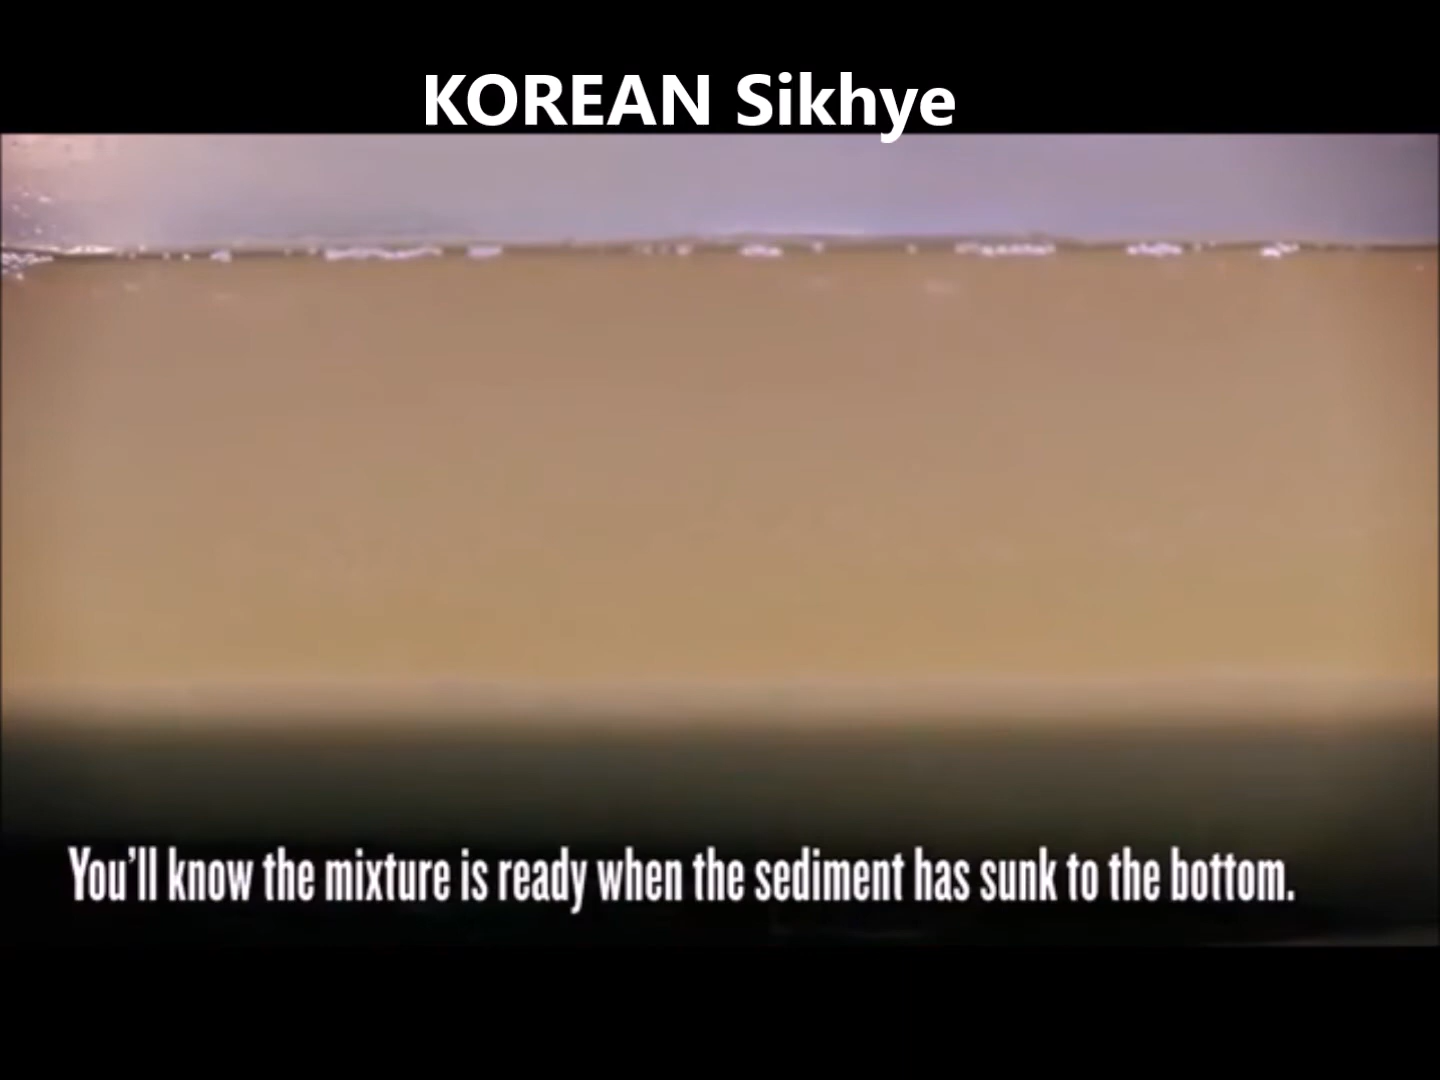 KOREAN Sikhye
You'll know the mixture is ready when the sediment has sunk to the bottom.